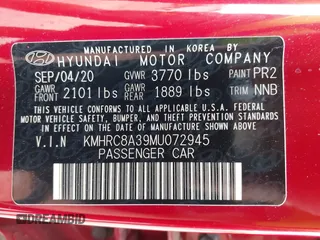 MANUFACTURED IN KOREA BY
HYUNDAI MOTOR COMPANY
SEP/04/20 GVWR 3770 lbs PAINT PR2
GAWR FRONT 2101 lbs GAWR REAR 1889 lbs TRIM NNB
THIS VEHICLE CONFORMS TO ALL APPLICABLE
U.S. FEDERAL MOTOR VEHICLE SAFETY, BUMPER,
AND THEFT PREVENTION STANDARDS IN EFFECT ON
THE DATE OF MANUFACTURE SHOWN ABOVE.
V.I.N KMHRC8A39MU072945
PASSENGER CAR
DREAMBID